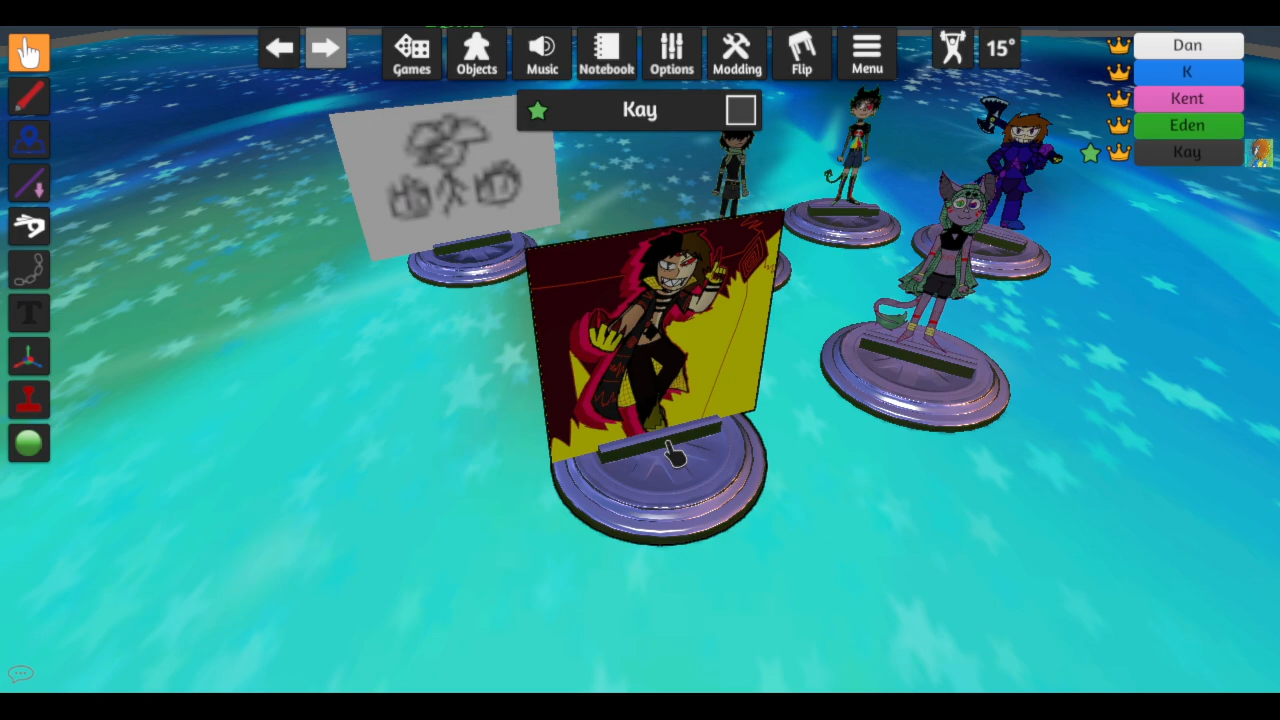 Games Objects Music Notebook Options Modding Flip Menu 15°
Kay
Dan
K
Kent
Eden
Kay
T